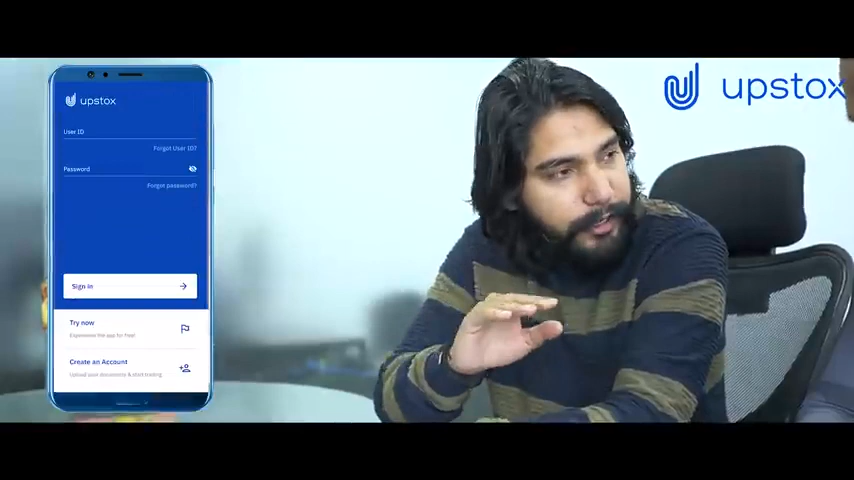 upstox
User ID
Forgot User ID?
Password
Forgot password?
Sign in
Try now
Experience the app for free!
Create an Account
Upload your documents & start trading
upstox